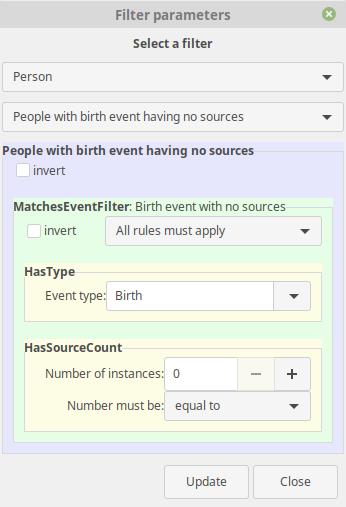 Filter parameters
Select a filter
Person
People with birth event having no sources
People with birth event having no sources
invert
MatchesEventFilter: Birth event with no sources
invert
All rules must apply
HasType
Event type:
Birth
HasSourceCount
Number of instances:
0
Number must be:
equal to
Update
Close